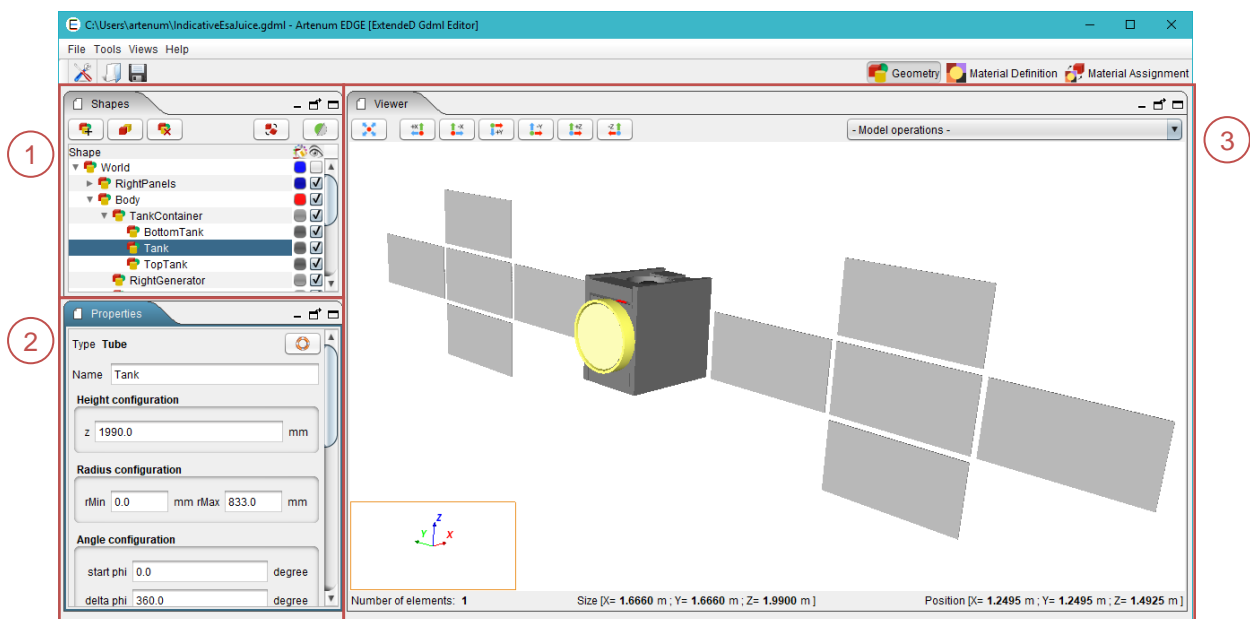 C:\Users\artenum\IndicativeEsaJuice.gdml - Artenum EDGE [ExtendeD Gdml Editor]
File Tools Views Help
Geometry Material Definition Material Assignment
Shapes
Viewer
+X -X +Y -Y +Z -Z
- Model operations -
1
3
Shape
World
RightPanels
Body
TankContainer
BottomTank
Tank
TopTank
RightGenerator
2
Properties
Type Tube
Name Tank
Height configuration
z 1990.0 mm
Radius configuration
rMin 0.0 mm rMax 833.0 mm
Angle configuration
start phi 0.0 degree
delta phi 360.0 degree
Z
Y X
Number of elements: 1 Size [X= 1.6660 m ; Y= 1.6660 m ; Z= 1.9900 m ] Position [X= 1.2495 m ; Y= 1.2495 m ; Z= 1.4925 m ]